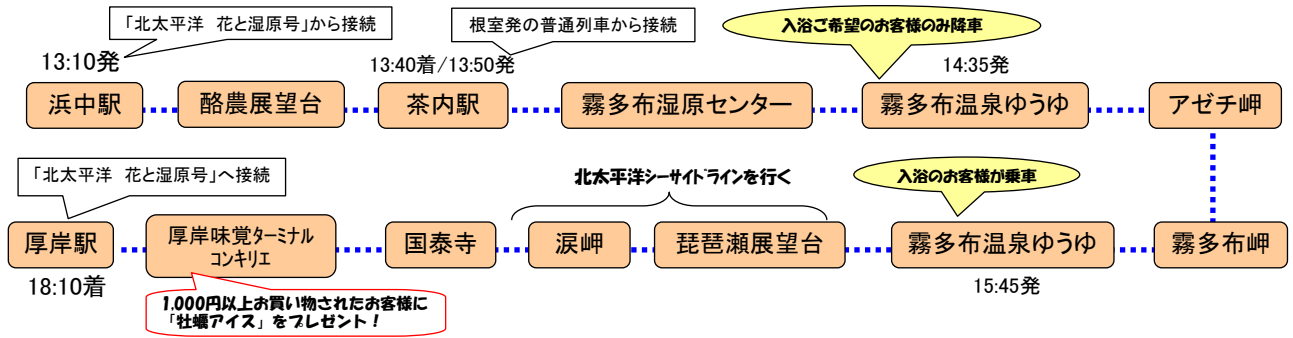 「北太平洋　花と湿原号」から接続
根室発の普通列車から接続
入浴ご希望のお客様のみ降車
13:10発
13:40着/13:50発
14:35発
浜中駅
酪農展望台
茶内駅
霧多布湿原センター
霧多布温泉ゆうゆ
アゼチ岬
「北太平洋　花と湿原号」へ接続
北太平洋シーサイドラインを行く
入浴のお客様が乗車
厚岸駅
厚岸味覚ターミナル
コンキリエ
国泰寺
涙岬
琵琶瀬展望台
霧多布温泉ゆうゆ
霧多布岬
18:10着
15:45発
1,000円以上お買い物されたお客様に
「牡蠣アイス」をプレゼント！